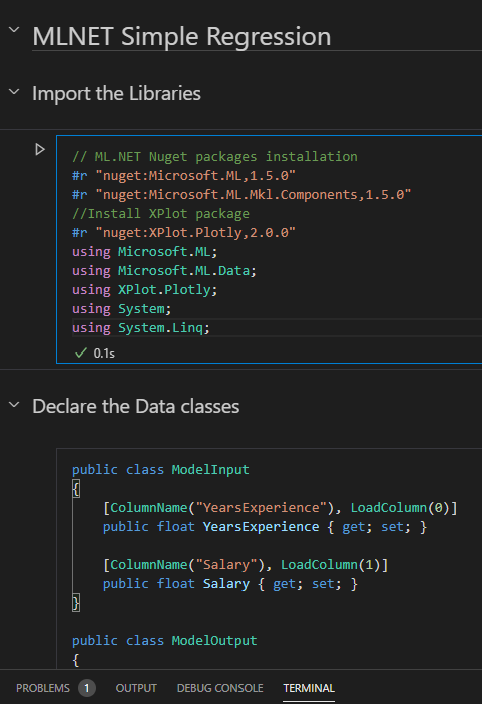 MLNET Simple Regression
Import the Libraries
// ML.NET Nuget packages installation
#r "nuget:Microsoft.ML,1.5.0"
#r "nuget:Microsoft.ML.Mkl.Components,1.5.0"
//Install XPlot package
#r "nuget:XPlot.Plotly,2.0.0"
using Microsoft.ML;
using Microsoft.ML.Data;
using XPlot.Plotly;
using System;
using System.Linq;
0.1s
Declare the Data classes
public class ModelInput
{
[ColumnName("YearsExperience"), LoadColumn(0)]
public float YearsExperience { get; set; }
[ColumnName("Salary"), LoadColumn(1)]
public float Salary { get; set; }
}
public class ModelOutput
{
PROBLEMS 1 OUTPUT DEBUG CONSOLE TERMINAL